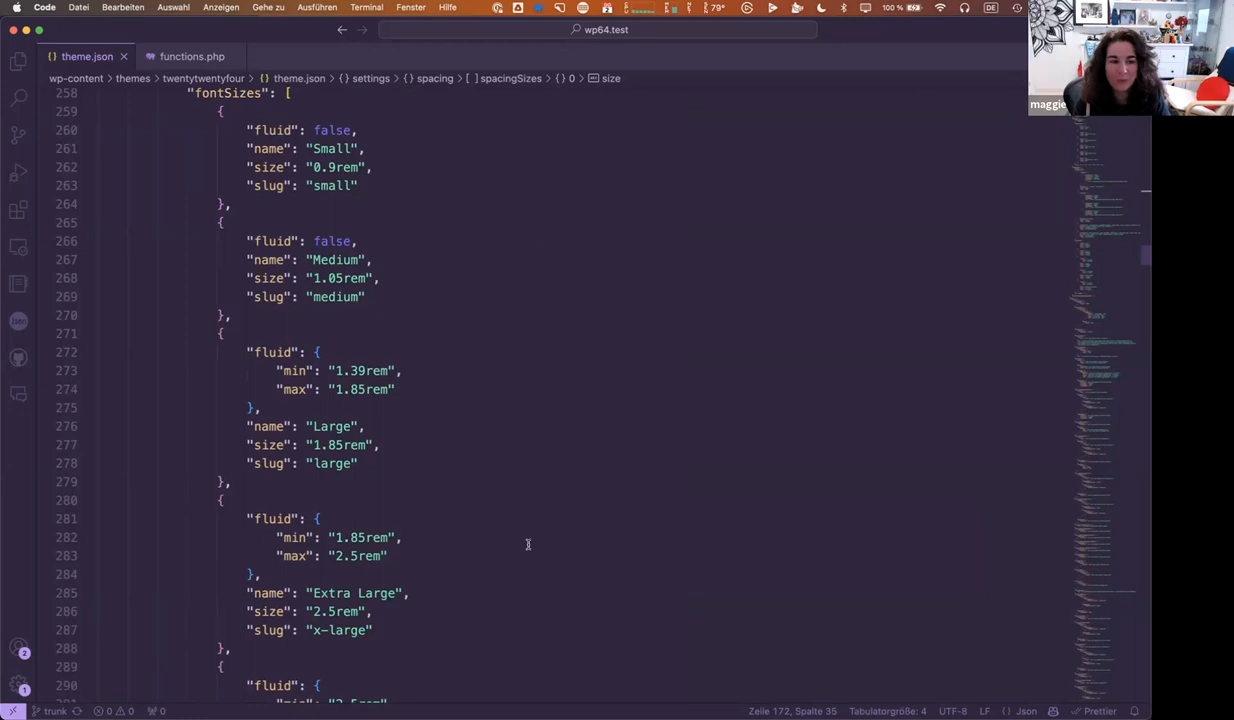 Code Datei Bearbeiten Auswahl Anzeigen Gehe zu Ausführen Terminal Fenster Hilfe 79° 100 % DE
wp64.test
theme.json functions.php
wp-content > themes > twentytwentyfour > {} theme.json > {} settings > {} spacing > [ ] spacingSizes > {} 0 > size
258 "fontSizes": [
259 {
260 "fluid": false,
261 "name": "Small",
262 "size": "0.9rem",
263 "slug": "small"
264 },
265 {
266 "fluid": false,
267 "name": "Medium",
268 "size": "1.05rem",
269 "slug": "medium"
270 },
271 {
272 "fluid": {
273 "min": "1.39rem",
274 "max": "1.85rem"
275 },
276 "name": "Large",
277 "size": "1.85rem",
278 "slug": "large"
279 },
280 {
281 "fluid": {
282 "min": "1.85rem",
283 "max": "2.5rem"
284 },
285 "name": "Extra Large",
286 "size": "2.5rem",
287 "slug": "x-large"
288 },
289 {
290 "fluid": {
maggie
2
1
trunk 0 0 0 Zeile 172, Spalte 35 Tabulatorgröße: 4 UTF-8 LF {} Json Prettier